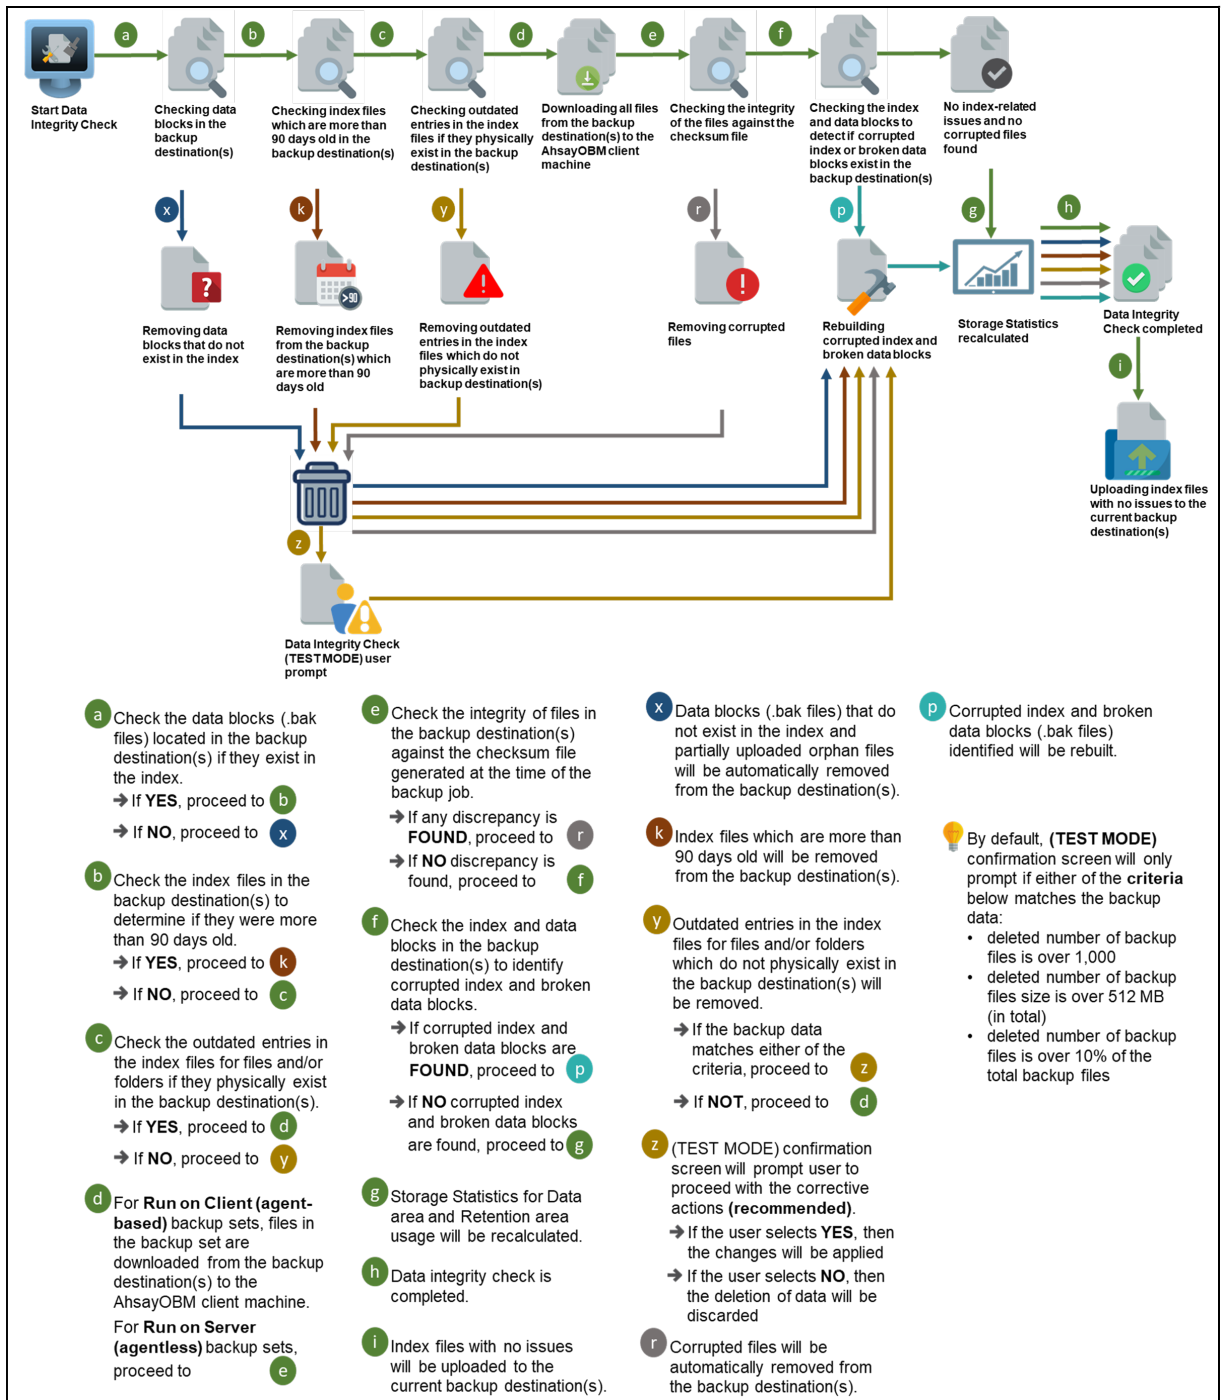 a
b
c
d
e
f
Start Data
Integrity Check
Checking data
blocks in the
backup
destination(s)
Checking index files
which are more than
90 days old in the
backup destination(s)
Checking outdated
entries in the index
files if they physically
exist in the backup
destination(s)
Downloading all files
from the backup
destination(s) to the
AhsayOBM client
machine
Checking the integrity
of the files against the
checksum file
Checking the index
and data blocks to
detect if corrupted
index or broken data
blocks exist in the
backup destination(s)
No index-related
issues and no
corrupted files
found
x
k
y
r
p
g
h
?
>90
!
!
Removing data
blocks that do not
exist in the index
Removing index files
from the backup
destination(s) which
are more than 90
days old
Removing outdated
entries in the index
files which do not
physically exist in
backup destination(s)
Removing corrupted
files
Rebuilding
corrupted index and
broken data blocks
Storage Statistics
recalculated
Data Integrity
Check completed
i
Uploading index files
with no issues to the
current backup
destination(s)
z
!
Data Integrity Check
(TEST MODE) user
prompt
a Check the data blocks (.bak
files) located in the backup
destination(s) if they exist in
the index.
➔ If YES, proceed to b
➔ If NO, proceed to x
b Check the index files in the
backup destination(s) to
determine if they were more
than 90 days old.
➔ If YES, proceed to k
➔ If NO, proceed to c
c Check the outdated entries in
the index files for files and/or
folders if they physically exist
in the backup destination(s).
➔ If YES, proceed to d
➔ If NO, proceed to y
d For Run on Client (agent-
based) backup sets, files in
the backup set are
downloaded from the backup
destination(s) to the
AhsayOBM client machine.
For Run on Server
(agentless) backup sets,
proceed to e
e Check the integrity of files in
the backup destination(s)
against the checksum file
generated at the time of the
backup job.
➔ If any discrepancy is
FOUND, proceed to r
➔ If NO discrepancy is
found, proceed to f
f Check the index and data
blocks in the backup
destination(s) to identify
corrupted index and broken
data blocks.
➔ If corrupted index and
broken data blocks are
FOUND, proceed to p
➔ If NO corrupted index
and broken data blocks
are found, proceed to g
g Storage Statistics for Data
area and Retention area
usage will be recalculated.
h Data integrity check is
completed.
i Index files with no issues
will be uploaded to the
current backup destination(s).
x Data blocks (.bak files) that do
not exist in the index and
partially uploaded orphan files
will be automatically removed
from the backup destination(s).
k Index files which are more than
90 days old will be removed
from the backup destination(s).
y Outdated entries in the index
files for files and/or folders
which do not physically exist in
the backup destination(s) will
be removed.
➔ If the backup data
matches either of the
criteria, proceed to z
➔ If NOT, proceed to d
z (TEST MODE) confirmation
screen will prompt user to
proceed with the corrective
actions (recommended).
➔ If the user selects YES, then
the changes will be applied
➔ If the user selects NO, then
the deletion of data will be
discarded
r Corrupted files will be
automatically removed from
the backup destination(s).
p Corrupted index and broken
data blocks (.bak files)
identified will be rebuilt.
By default, (TEST MODE)
confirmation screen will only
prompt if either of the criteria
below matches the backup
data:
• deleted number of backup
files is over 1,000
• deleted number of backup
files size is over 512 MB
(in total)
• deleted number of backup
files is over 10% of the
total backup files